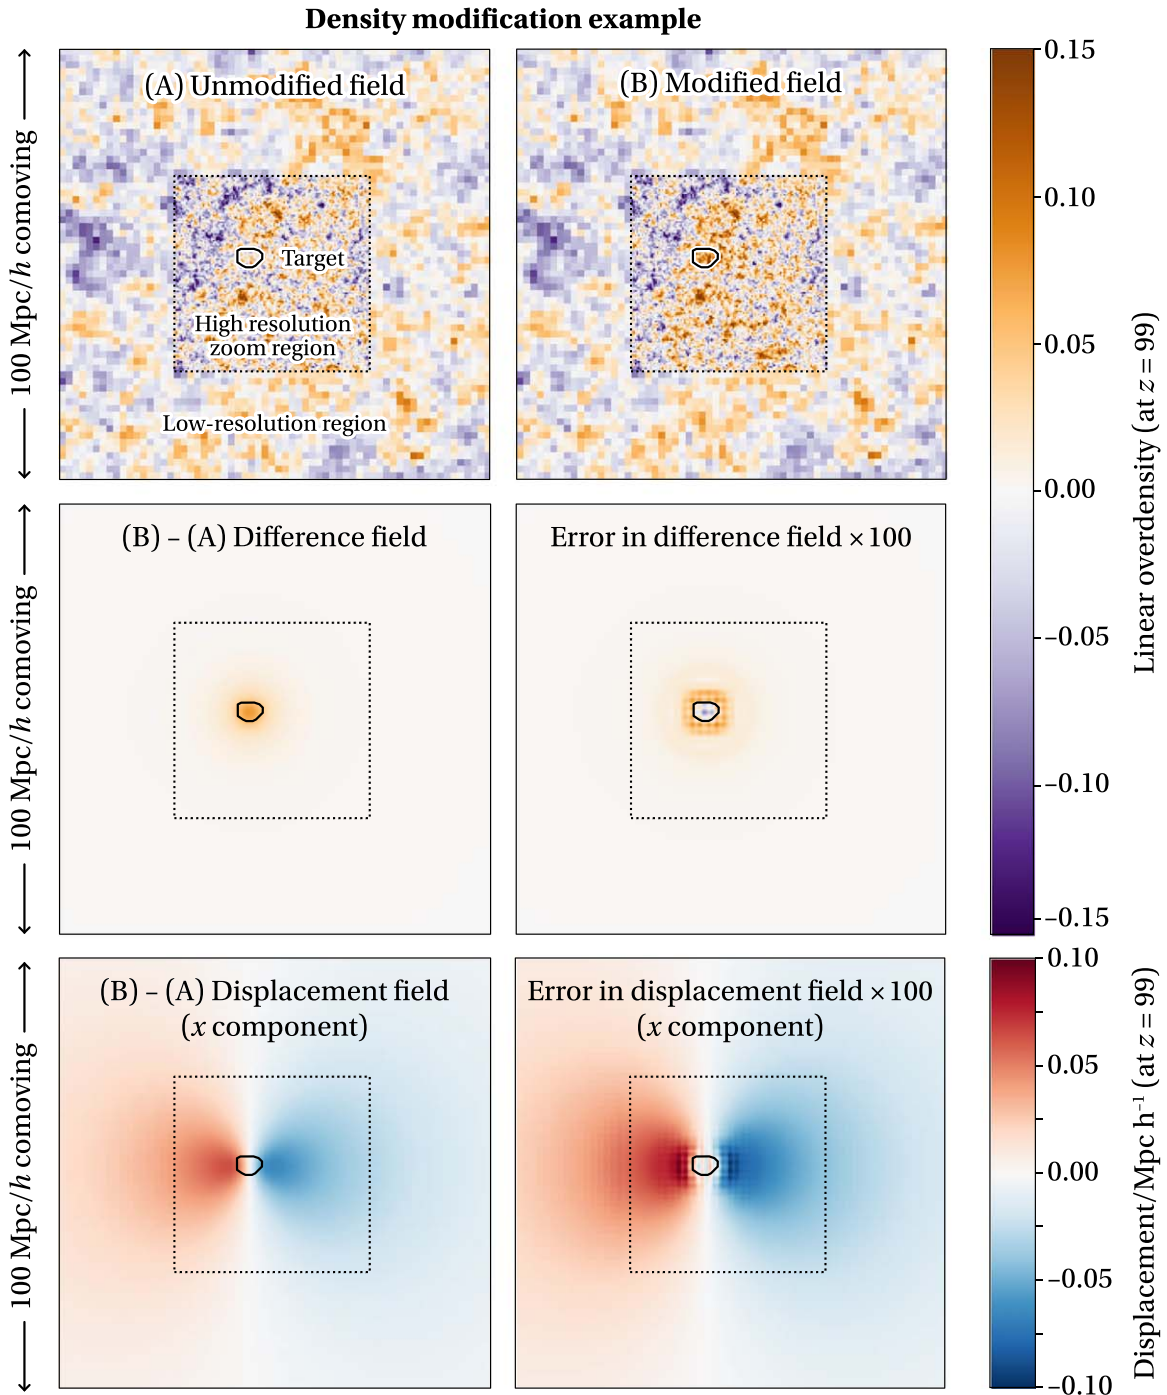 Density modification example
(A) Unmodified field
(B) Modified field
Target
High resolution
zoom region
Low-resolution region
100 Mpc/h comoving
0.15
0.10
0.05
0.00
–0.05
–0.10
–0.15
Linear overdensity (at z = 99)
(B) – (A) Difference field
Error in difference field ×100
100 Mpc/h comoving
(B) – (A) Displacement field
(x component)
Error in displacement field ×100
(x component)
100 Mpc/h comoving
0.10
0.05
0.00
–0.05
–0.10
Displacement/Mpc h⁻¹ (at z = 99)